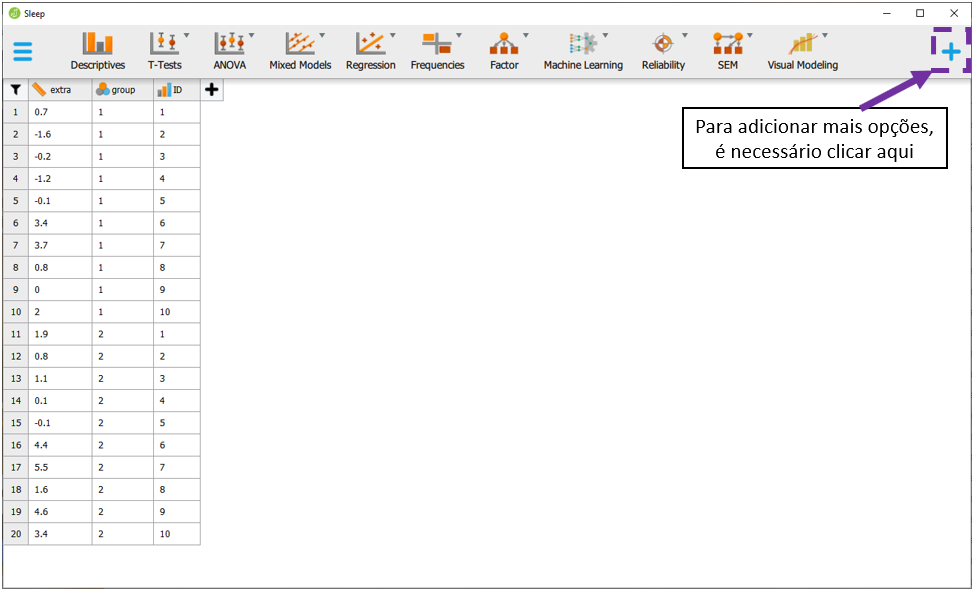 Sleep
Descriptives T-Tests ANOVA Mixed Models Regression Frequencies Factor Machine Learning Reliability SEM Visual Modeling
extra group ID
1 0.7 1 1
2 -1.6 1 2
3 -0.2 1 3
4 -1.2 1 4
5 -0.1 1 5
6 3.4 1 6
7 3.7 1 7
8 0.8 1 8
9 0 1 9
10 2 1 10
11 1.9 2 1
12 0.8 2 2
13 1.1 2 3
14 0.1 2 4
15 -0.1 2 5
16 4.4 2 6
17 5.5 2 7
18 1.6 2 8
19 4.6 2 9
20 3.4 2 10
Para adicionar mais opções,
é necessário clicar aqui